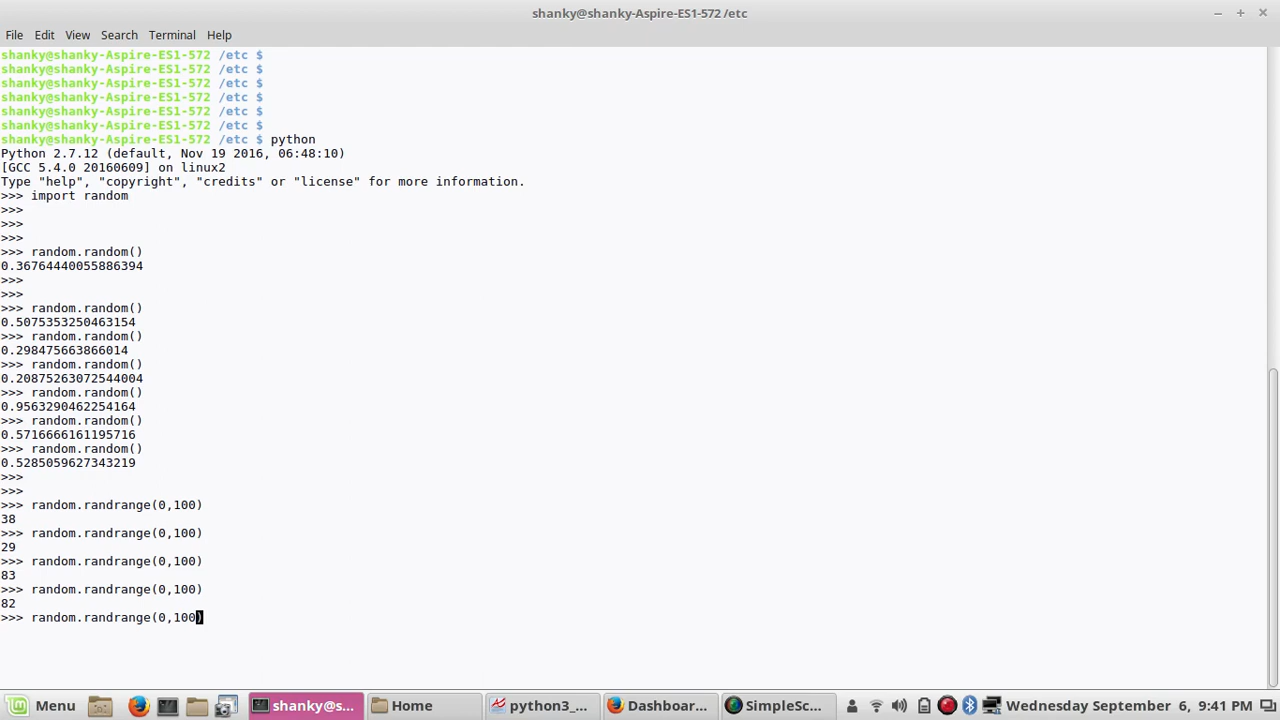 shanky@shanky-Aspire-ES1-572 /etc
File Edit View Search Terminal Help
shanky@shanky-Aspire-ES1-572 /etc $
shanky@shanky-Aspire-ES1-572 /etc $
shanky@shanky-Aspire-ES1-572 /etc $
shanky@shanky-Aspire-ES1-572 /etc $
shanky@shanky-Aspire-ES1-572 /etc $
shanky@shanky-Aspire-ES1-572 /etc $
shanky@shanky-Aspire-ES1-572 /etc $ python
Python 2.7.12 (default, Nov 19 2016, 06:48:10)
[GCC 5.4.0 20160609] on linux2
Type "help", "copyright", "credits" or "license" for more information.
>>> import random
>>>
>>>
>>>
>>> random.random()
0.36764440055886394
>>>
>>>
>>> random.random()
0.5075353250463154
>>> random.random()
0.298475663866014
>>> random.random()
0.20875263072544004
>>> random.random()
0.9563290462254164
>>> random.random()
0.5716666161195716
>>> random.random()
0.5285059627343219
>>>
>>>
>>> random.randrange(0,100)
38
>>> random.randrange(0,100)
29
>>> random.randrange(0,100)
83
>>> random.randrange(0,100)
82
>>> random.randrange(0,100)
Menu shanky@s... Home python3_... Dashboar... SimpleSc... Wednesday September 6, 9:41 PM